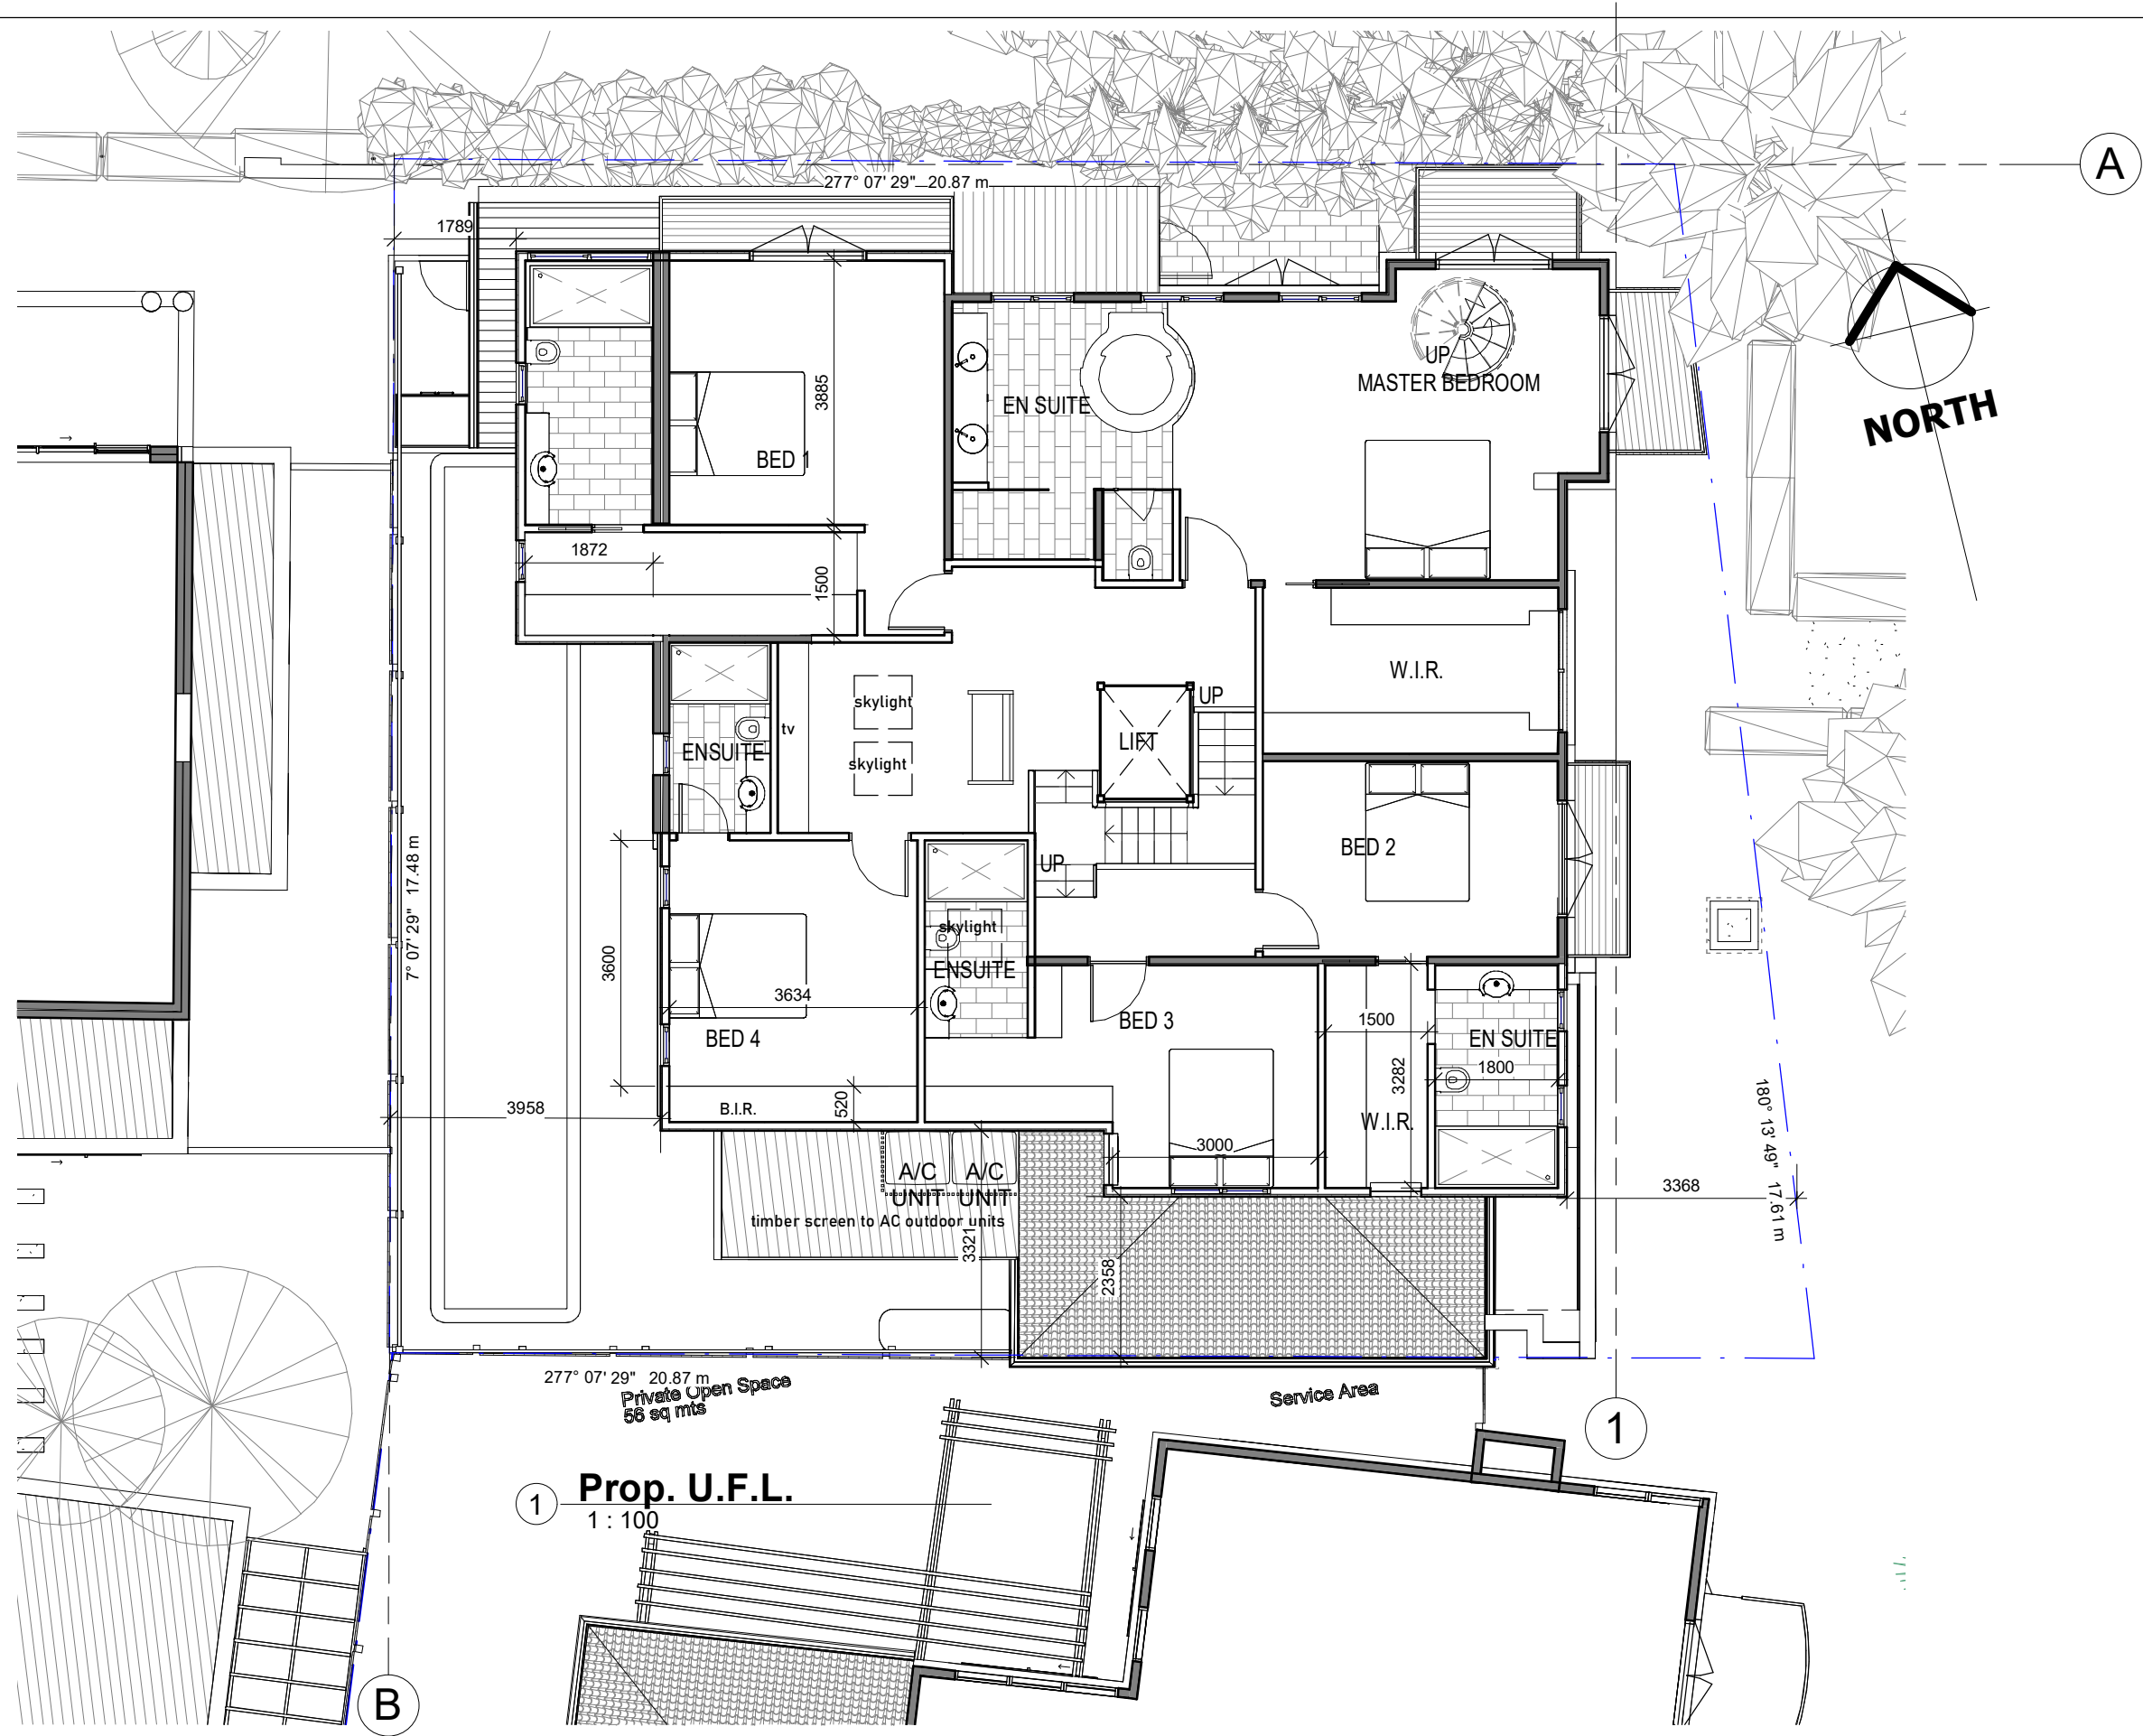 A
277° 07' 29"   20.87 m
1789
NORTH
UP
MASTER BEDROOM
3885
EN SUITE
BED 1
1872
1500
W.I.R.
UP
skylight
tv
LIFT
ENSUITE
skylight
BED 2
UP
7° 07' 29"   17.48 m
skylight
3600
ENSUITE
3634
BED 3
1500
EN SUITE
BED 4
3282
1800
3958
B.I.R.
520
W.I.R.
180° 13' 49"   17.61 m
3000
A/C
UNIT
A/C
UNIT
3368
timber screen to AC outdoor units
3321
2358
277° 07' 29"   20.87 m
Private Open Space
56 sq mts
Service Area
1
1
Prop. U.F.L.
1 : 100
B